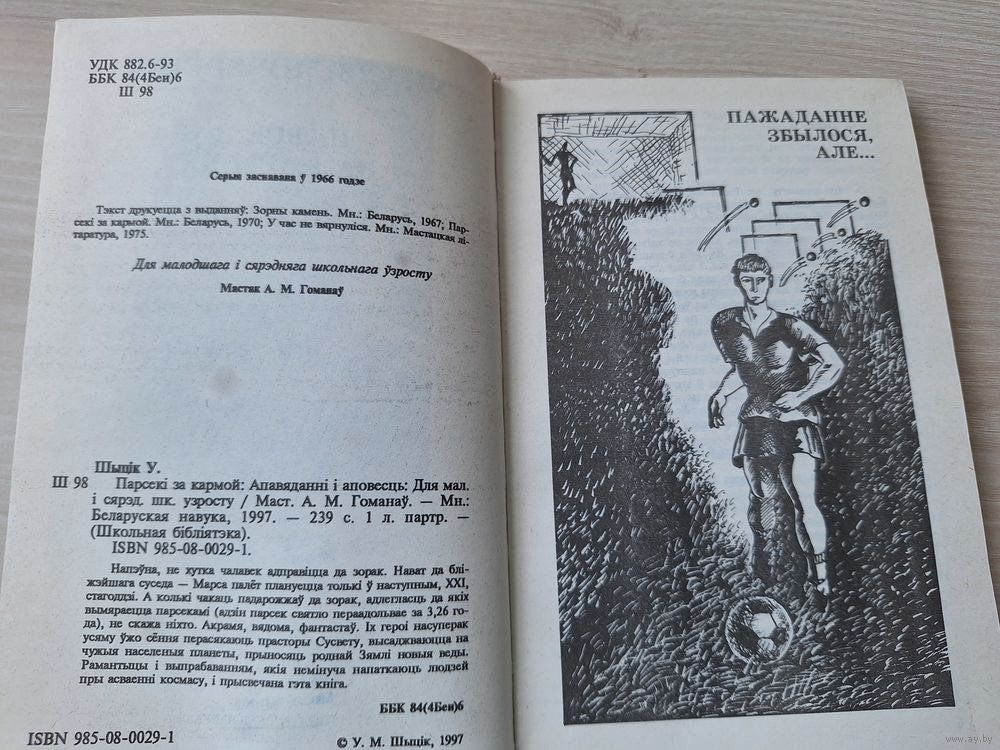 УДК 882.6-93
ББК 84(4Беи)6
Ш 98
Серыя заснавана ў 1966 годзе
Тэкст друкуецца з выданняў: Зорны камень. Мн.: Беларусь, 1967; Пар-
секі за кармой. Мн.: Беларусь, 1970; У час не вярнуліся. Мн.: Мастацкая лі-
таратура, 1975.
Для малодшага і сярэдняга школьнага ўзросту
Мастак А. М. Гоманаў
Шыцік У.
Ш 98 Парсекі за кармой: Апавяданні і аповесць: Для мал.
і сярэд. шк. узросту / Маст. А. М. Гоманаў. — Мн.:
Беларуская навука, 1997. — 239 с. 1 л. партр. —
(Школьная бібліятэка).
ISBN 985-08-0029-1.
Напэўна, не хутка чалавек адправіцца да зорак. Нават да блі-
жэйшага суседа — Марса палёт плануецца толькі ў наступным, XXI,
стагоддзі. А колькі чакаць падарожжаў да зорак, адлегласць да якіх
вымяраецца парсекамі (адзін парсек святло пераадольвае за 3,26 го-
да), не скажа ніхто. Акрамя, вядома, фантастаў. Іх героі насуперак
усяму ўжо сёння перасякаюць прасторы Сусвету, высаджваюцца на
чужыя населеныя планеты, прыносяць роднай Зямлі новыя веды.
Рамантыцы і выпрабаванням, якія немінуча напаткаюць людзей
пры асваенні космасу, і прысвечана гэта кніга.
ББК 84(4Беи)6
ISBN 985-08-0029-1
© У. М. Шыцік, 1997
ПАЖАДАННЕ
ЗБЫЛОСЯ,
АЛЕ...
www.ay.by